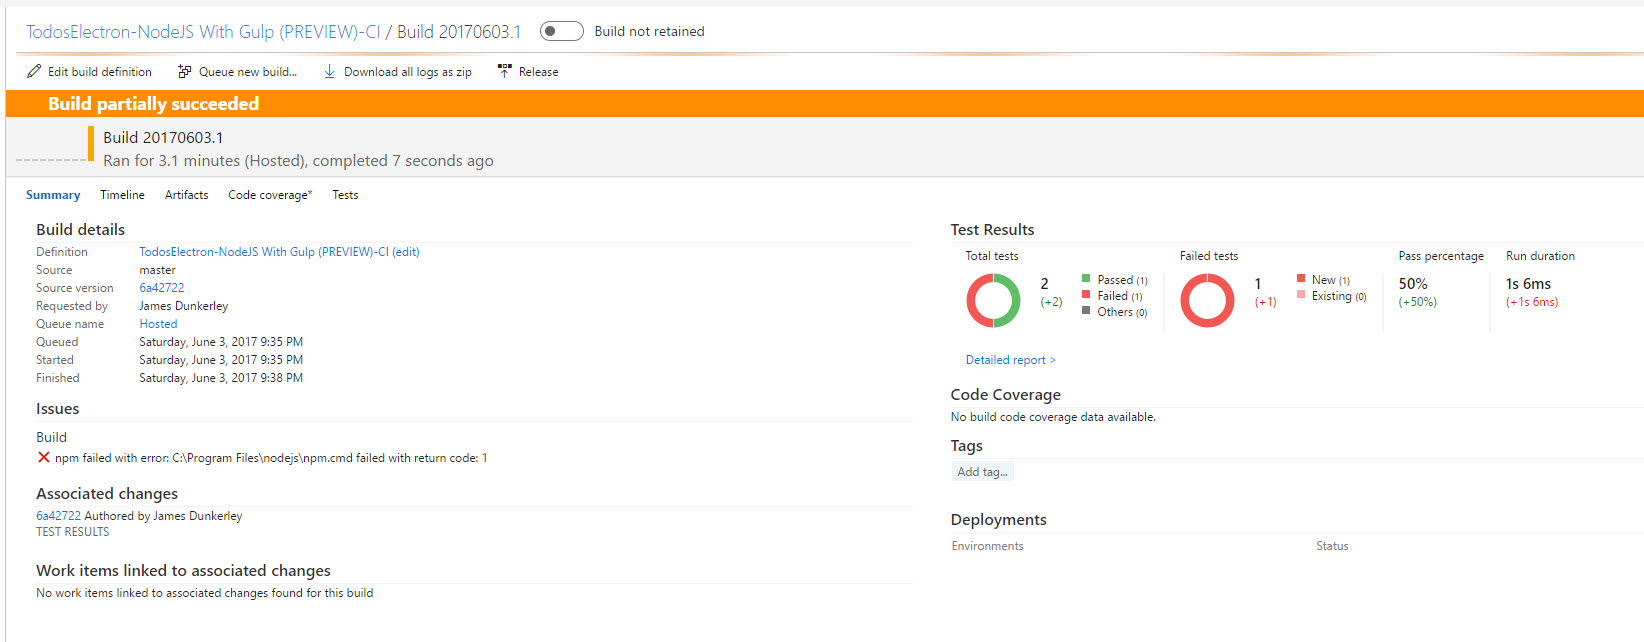 TodosElectron-NodeJS With Gulp (PREVIEW)-CI / Build 20170603.1 Build not retained
Edit build definition Queue new build... Download all logs as zip Release
Build partially succeeded
Build 20170603.1
Ran for 3.1 minutes (Hosted), completed 7 seconds ago
Summary Timeline Artifacts Code coverage* Tests
Build details
Definition TodosElectron-NodeJS With Gulp (PREVIEW)-CI (edit)
Source master
Source version 6a42722
Requested by James Dunkerley
Queue name Hosted
Queued Saturday, June 3, 2017 9:35 PM
Started Saturday, June 3, 2017 9:35 PM
Finished Saturday, June 3, 2017 9:38 PM
Issues
Build
npm failed with error: C:\Program Files\nodejs\npm.cmd failed with return code: 1
Associated changes
6a42722 Authored by James Dunkerley
TEST RESULTS
Work items linked to associated changes
No work items linked to associated changes found for this build
Test Results
Total tests Failed tests Pass percentage Run duration
2 Passed (1) 1 New (1) 50% 1s 6ms
(+2) Failed (1) (+1) Existing (0) (+50%) (+1s 6ms)
Others (0)
Detailed report >
Code Coverage
No build code coverage data available.
Tags
Add tag...
Deployments
Environments Status